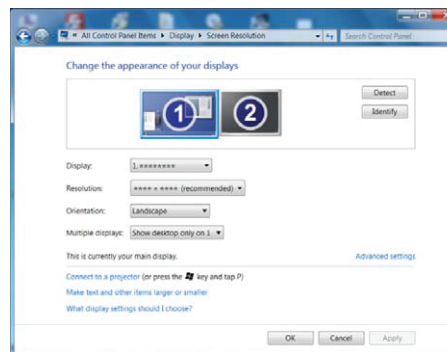 « All Control Panel Items ▸ Display ▸ Screen Resolution
Search Control Panel
Change the appearance of your displays
1 2
Detect
Identify
Display: 1. ********
Resolution: **** × **** (recommended)
Orientation: Landscape
Multiple displays: Show desktop only on 1
This is currently your main display. Advanced settings
Connect to a projector (or press the key and tap P)
Make text and other items larger or smaller
What display settings should I choose?
OK Cancel Apply